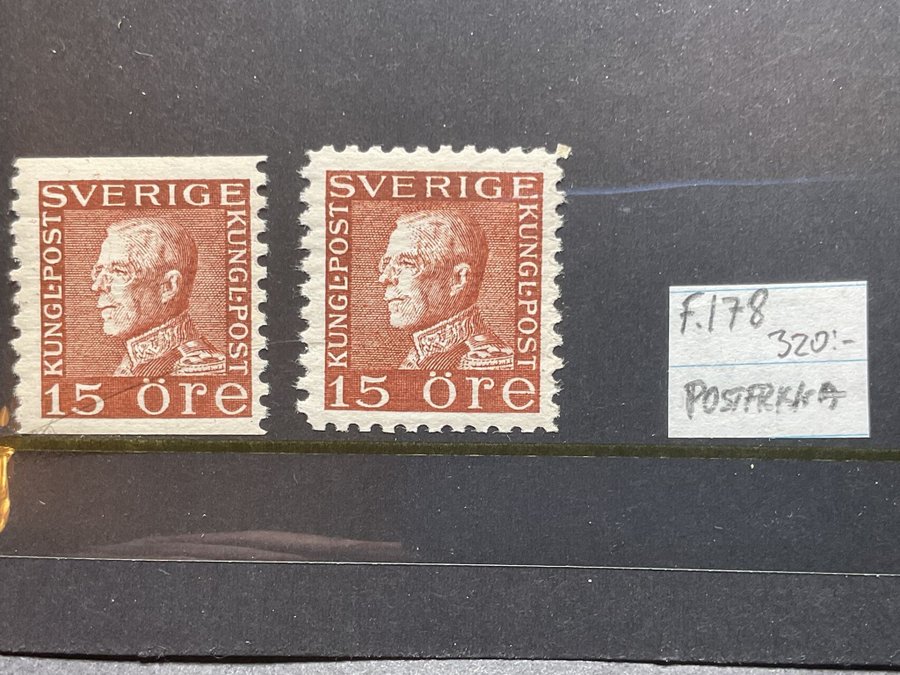 SVERIGE
KUNGL·POST
KUNGL·POST
15 öre
SVERIGE
KUNGL·POST
KUNGL·POST
15 öre
F.178
320:-
POSTFRISKA